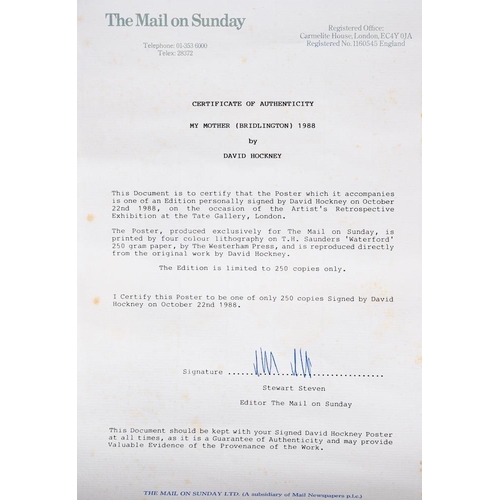 The Mail on Sunday
Telephone: 01-353 6000
Telex: 28372
Registered Office:
Carmelite House, London, EC4Y 0JA
Registered No. 1160545 England
CERTIFICATE OF AUTHENTICITY
MY MOTHER (BRIDLINGTON) 1988
by
DAVID HOCKNEY
This Document is to certify that the Poster which it accompanies
is one of an Edition personally signed by David Hockney on October
22nd 1988, on the occasion of the Artist's Retrospective
Exhibition at the Tate Gallery, London.
The Poster, produced exclusively for The Mail on Sunday, is
printed by four colour lithography on T.H. Saunders 'Waterford'
250 gram paper, by The Westerham Press, and is reproduced directly
from the original work by David Hockney.
The Edition is limited to 250 copies only.
I Certify this Poster to be one of only 250 copies Signed by David
Hockney on October 22nd 1988.
Signature ..............................
Stewart Steven
Editor The Mail on Sunday
This Document should be kept with your Signed David Hockney Poster
at all times, as it is a Guarantee of Authenticity and may provide
Valuable Evidence of the Provenance of the Work.
THE MAIL ON SUNDAY LTD. (A subsidiary of Mail Newspapers p.l.c.)